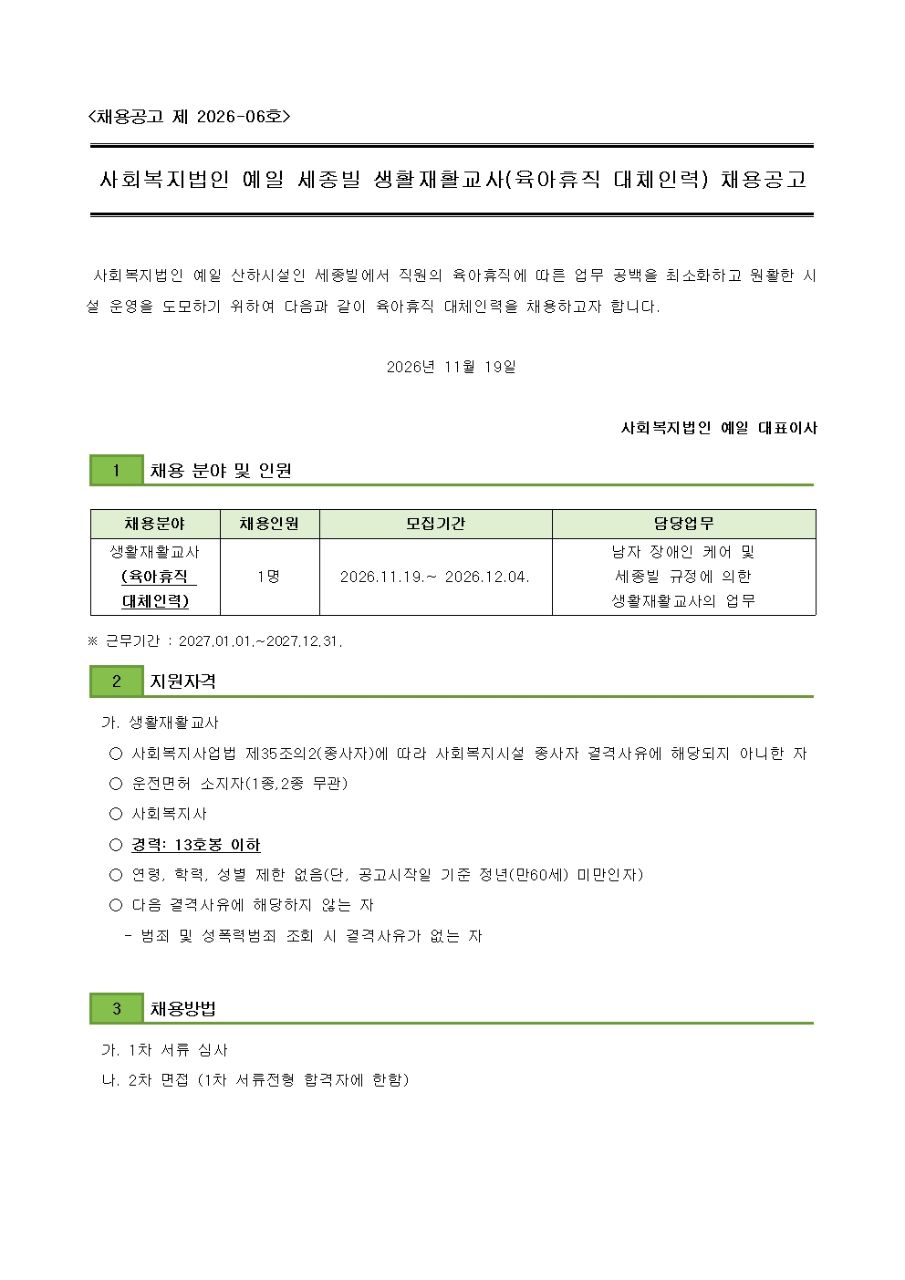 <채용공고 제 2026-06호>
사회복지법인 예일 세종빌 생활재활교사(육아휴직 대체인력) 채용공고
사회복지법인 예일 산하시설인 세종빌에서 직원의 육아휴직에 따른 업무 공백을 최소화하고 원활한 시
설 운영을 도모하기 위하여 다음과 같이 육아휴직 대체인력을 채용하고자 합니다.
2026년 11월 19일
사회복지법인 예일 대표이사
1 채용 분야 및 인원
채용분야 채용인원 모집기간 담당업무
생활재활교사
(육아휴직
대체인력)
1명
2026.11.19.~ 2026.12.04.
남자 장애인 케어 및
세종빌 규정에 의한
생활재활교사의 업무
※ 근무기간 : 2027.01.01.~2027.12.31.
2 지원자격
가. 생활재활교사
○ 사회복지사업법 제35조의2(종사자)에 따라 사회복지시설 종사자 결격사유에 해당되지 아니한 자
○ 운전면허 소지자(1종,2종 무관)
○ 사회복지사
○ 경력: 13호봉 이하
○ 연령, 학력, 성별 제한 없음(단, 공고시작일 기준 정년(만60세) 미만인자)
○ 다음 결격사유에 해당하지 않는 자
- 범죄 및 성폭력범죄 조회 시 결격사유가 없는 자
3 채용방법
가. 1차 서류 심사
나. 2차 면접 (1차 서류전형 합격자에 한함)